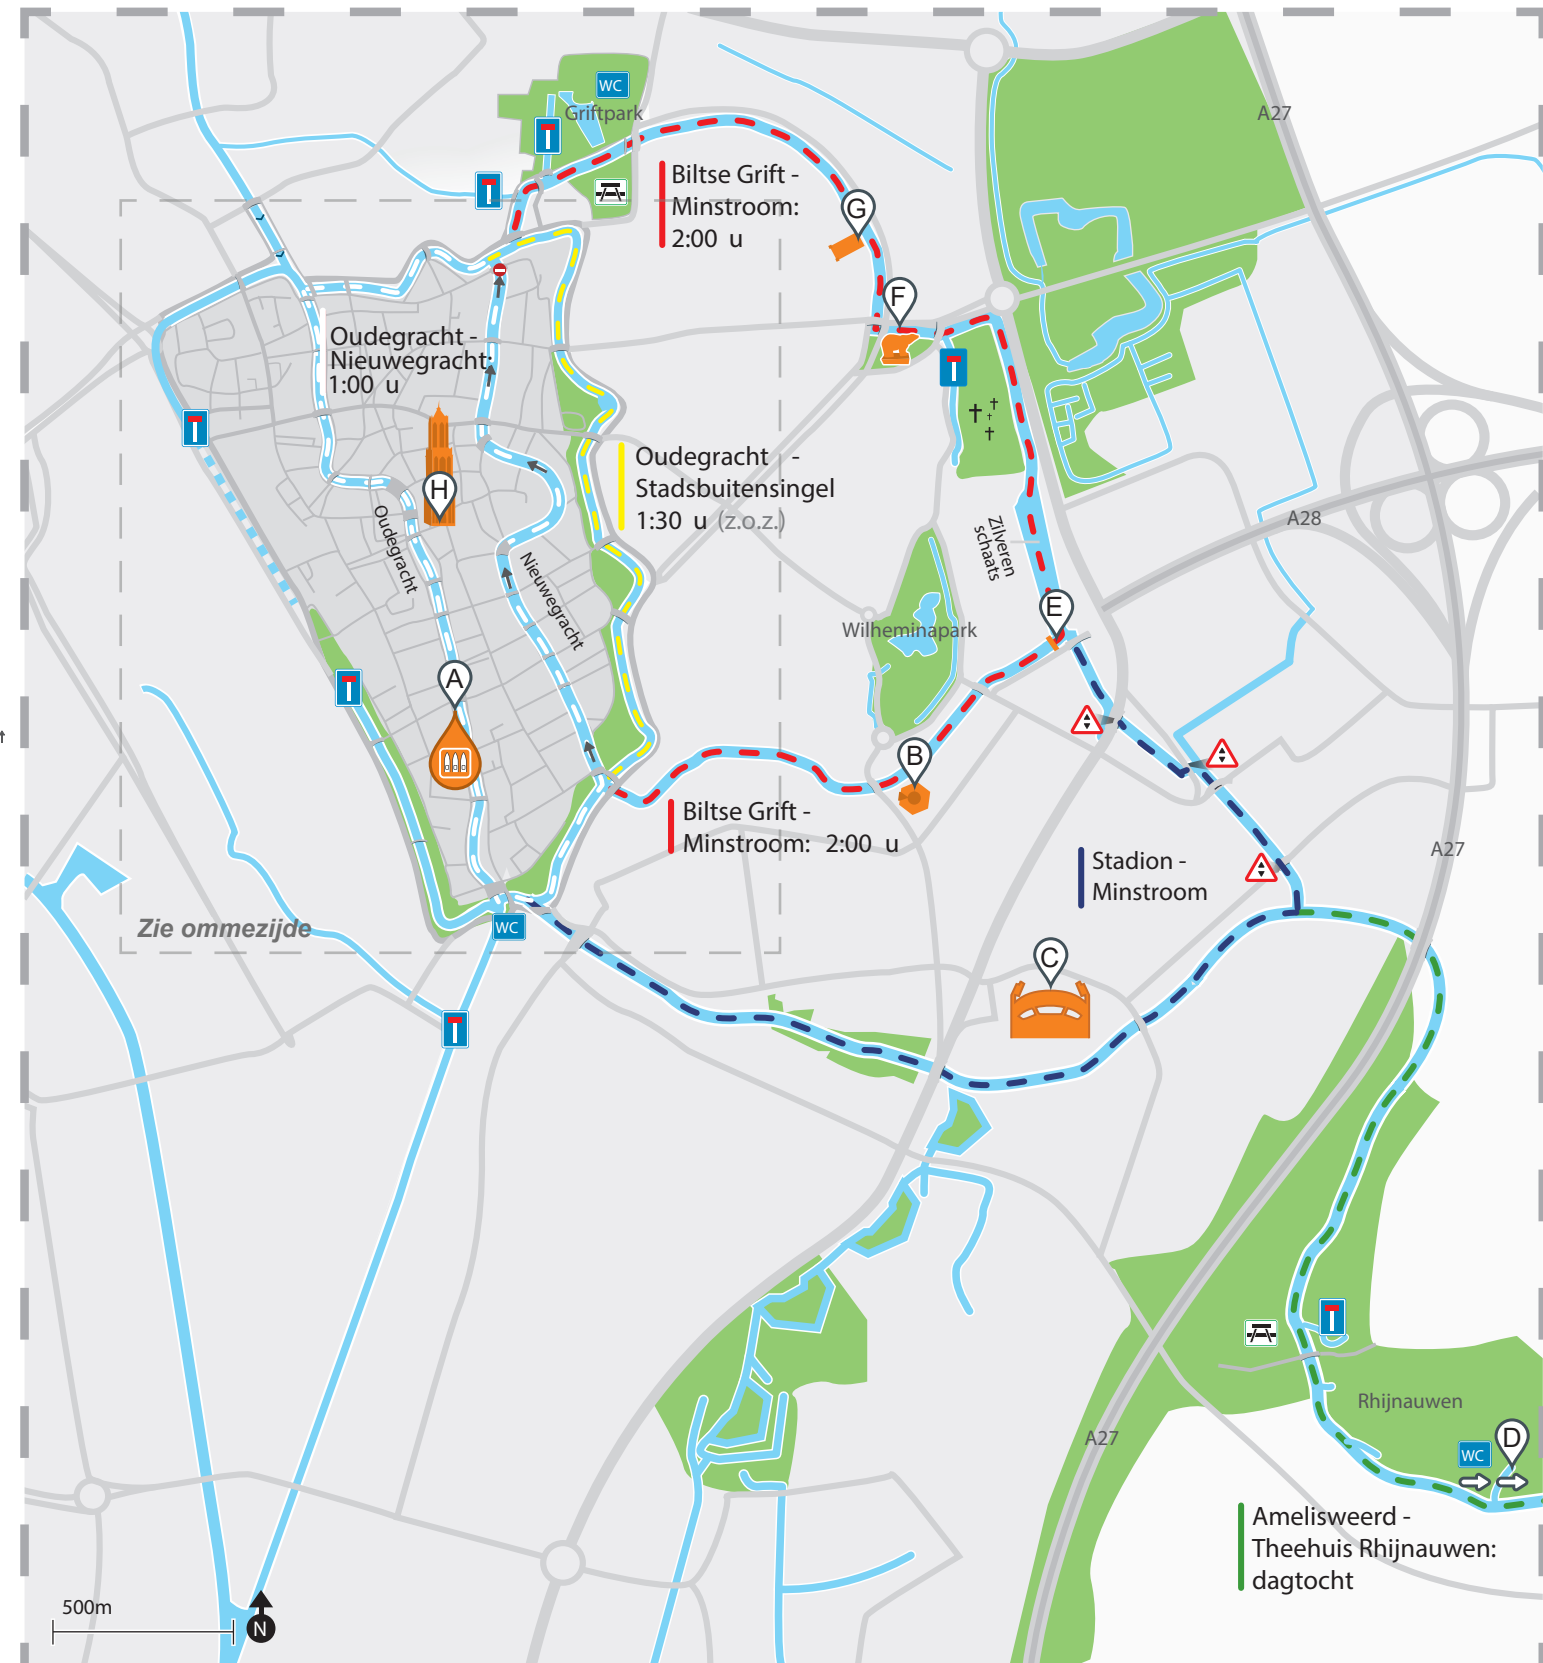 WC
Griftpark
A27
Biltse Grift -
Minstroom:
2:00 u
G
F
Oudegracht -
Nieuwegracht:
1:00 u
Oudegracht -
Stadsbuitensingel
1:30 u (z.o.z.)
H
Oudegracht
Nieuwegracht
A28
Zilveren
schaats
E
Wilheminapark
A
B
Biltse Grift -
Minstroom: 2:00 u
A27
Stadion -
Minstroom
Zie ommezijde
WC
C
Rhijnauwen
A27
WC
D
Amelisweerd -
Theehuis Rhijnauwen:
dagtocht
500m
N